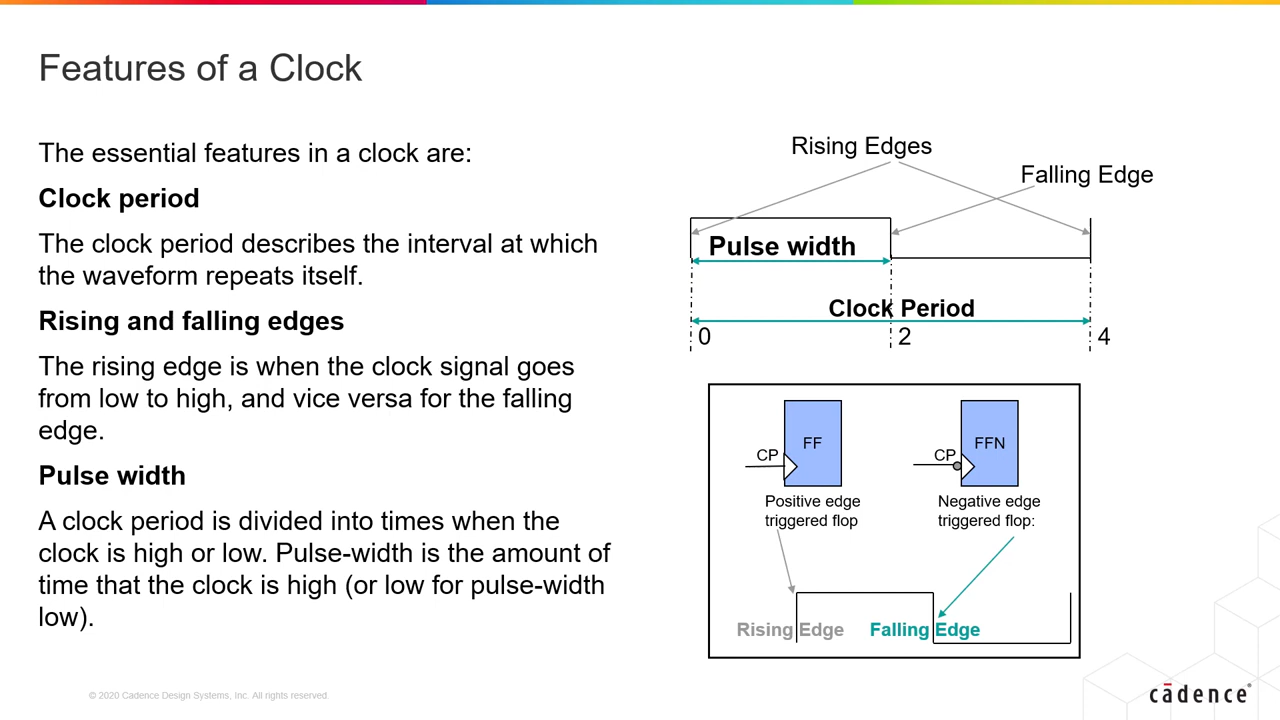 Features of a Clock
The essential features in a clock are:
Clock period
The clock period describes the interval at which
the waveform repeats itself.
Rising and falling edges
The rising edge is when the clock signal goes
from low to high, and vice versa for the falling
edge.
Pulse width
A clock period is divided into times when the
clock is high or low. Pulse-width is the amount of
time that the clock is high (or low for pulse-width
low).
Rising Edges
Falling Edge
Pulse width
Clock Period
0 2 4
FF FFN
CP CP
Positive edge
triggered flop
Negative edge
triggered flop:
Rising Edge Falling Edge
© 2020 Cadence Design Systems, Inc. All rights reserved.
cādence®